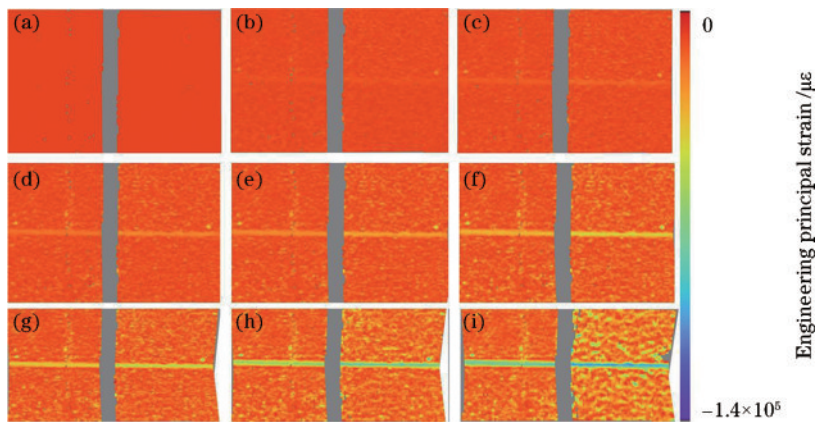 (a) (b) (c)
(d) (e) (f)
(g) (h) (i)
0
−1.4×10⁵
Engineering principal strain /με